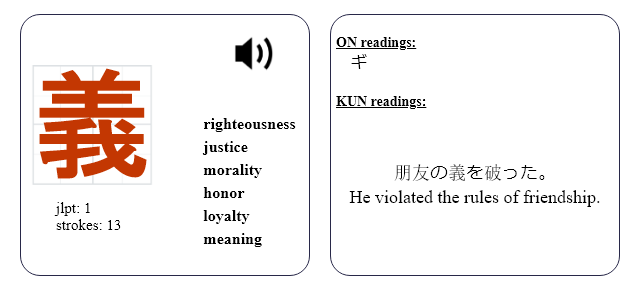 義
jlpt: 1
strokes: 13
righteousness
justice
morality
honor
loyalty
meaning
ON readings:
ギ
KUN readings:
朋友の義を破った。
He violated the rules of friendship.